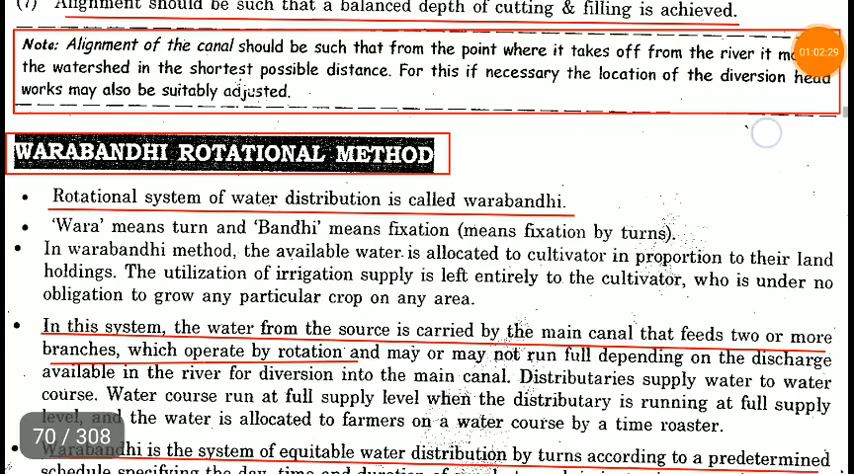 (7) Alignment should be such that a balanced depth of cutting & filling is achieved.
Note: Alignment of the canal should be such that from the point where it takes off from the river it
01:02:29
the watershed in the shortest possible distance. For this if necessary the location of the diversion head
works may also be suitably adjusted.
WARABANDHI ROTATIONAL METHOD
• Rotational system of water distribution is called warabandhi.
• 'Wara' means turn and 'Bandhi' means fixation (means fixation by turns).
• In warabandhi method, the available water is allocated to cultivator in proportion to their land
holdings. The utilization of irrigation supply is left entirely to the cultivator, who is under no
obligation to grow any particular crop on any area.
• In this system, the water from the source is carried by the main canal that feeds two or more
branches, which operate by rotation and may or may not run full depending on the discharge
available in the river for diversion into the main canal. Distributaries supply water to water
course. Water course run at full supply level when the distributary is running at full supply
level, and the water is allocated to farmers on a water course by a time roaster.
70 / 308
• Warabandhi is the system of equitable water distribution by turns according to a predetermined
schedule specifying the day, time and duration of